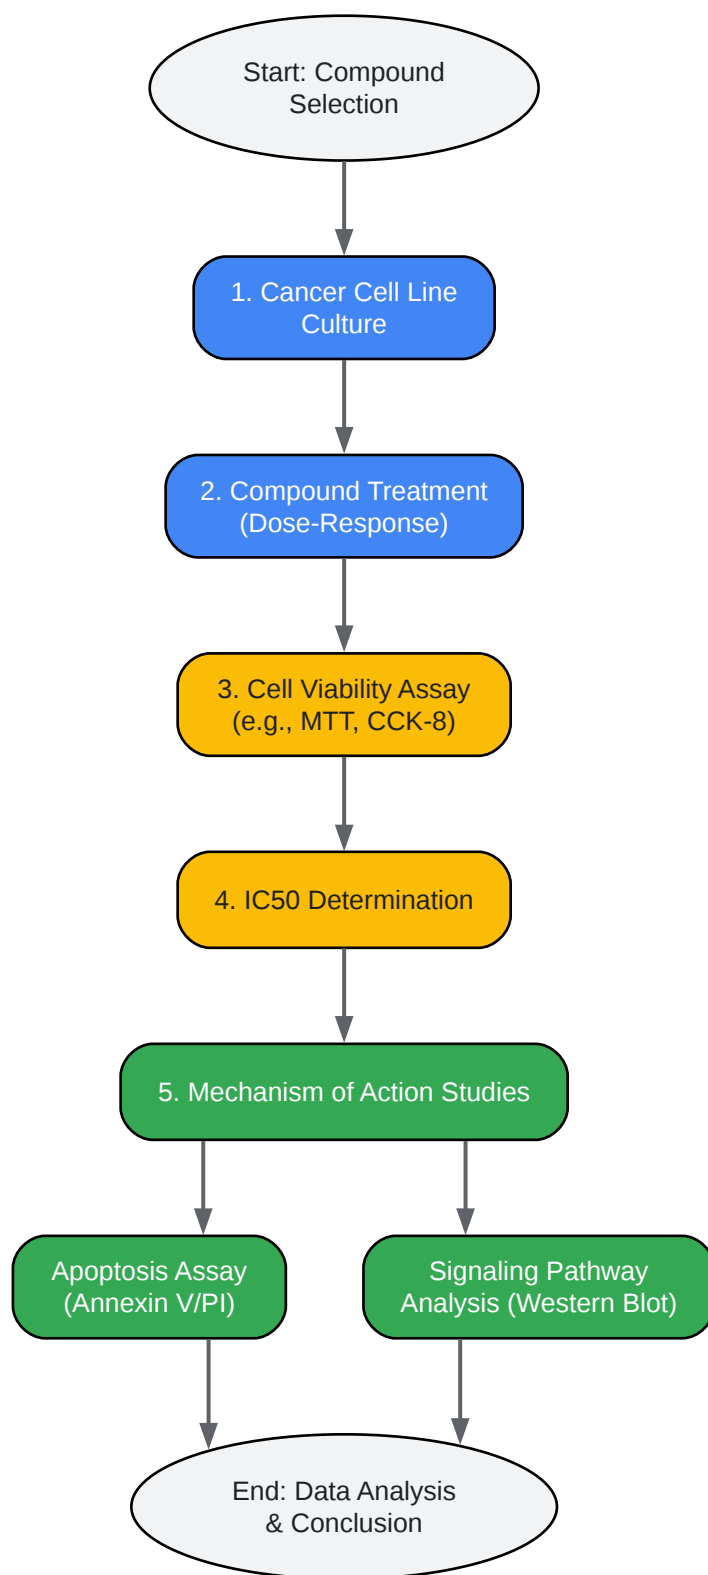 Start: Compound
Selection
1. Cancer Cell Line
Culture
2. Compound Treatment
(Dose-Response)
3. Cell Viability Assay
(e.g., MTT, CCK-8)
4. IC50 Determination
5. Mechanism of Action Studies
Apoptosis Assay
(Annexin V/PI)
Signaling Pathway
Analysis (Western Blot)
End: Data Analysis
& Conclusion